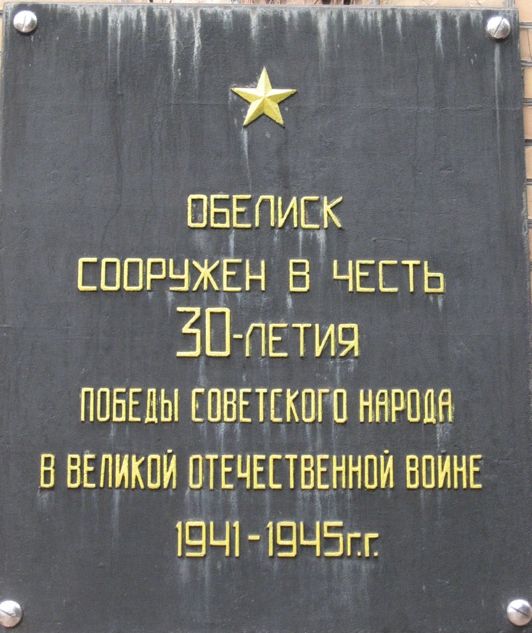 ОБЕЛИСК
СООРУЖЕН В ЧЕСТЬ
30-ЛЕТИЯ
ПОБЕДЫ СОВЕТСКОГО НАРОДА
В ВЕЛИКОЙ ОТЕЧЕСТВЕННОЙ ВОЙНЕ
1941-1945г.г.